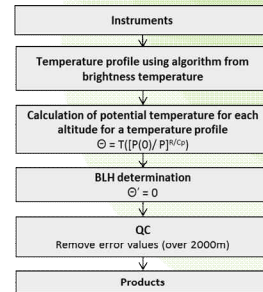 Instruments
Temperature profile using algorithm from
brightness temperature
Calculation of potential temperature for each
altitude for a temperature profile
Θ = T([P(0)/ P]ᴿ/ᶜᵖ)
BLH determination
Θ’ = 0
QC
Remove error values (over 2000m)
Products